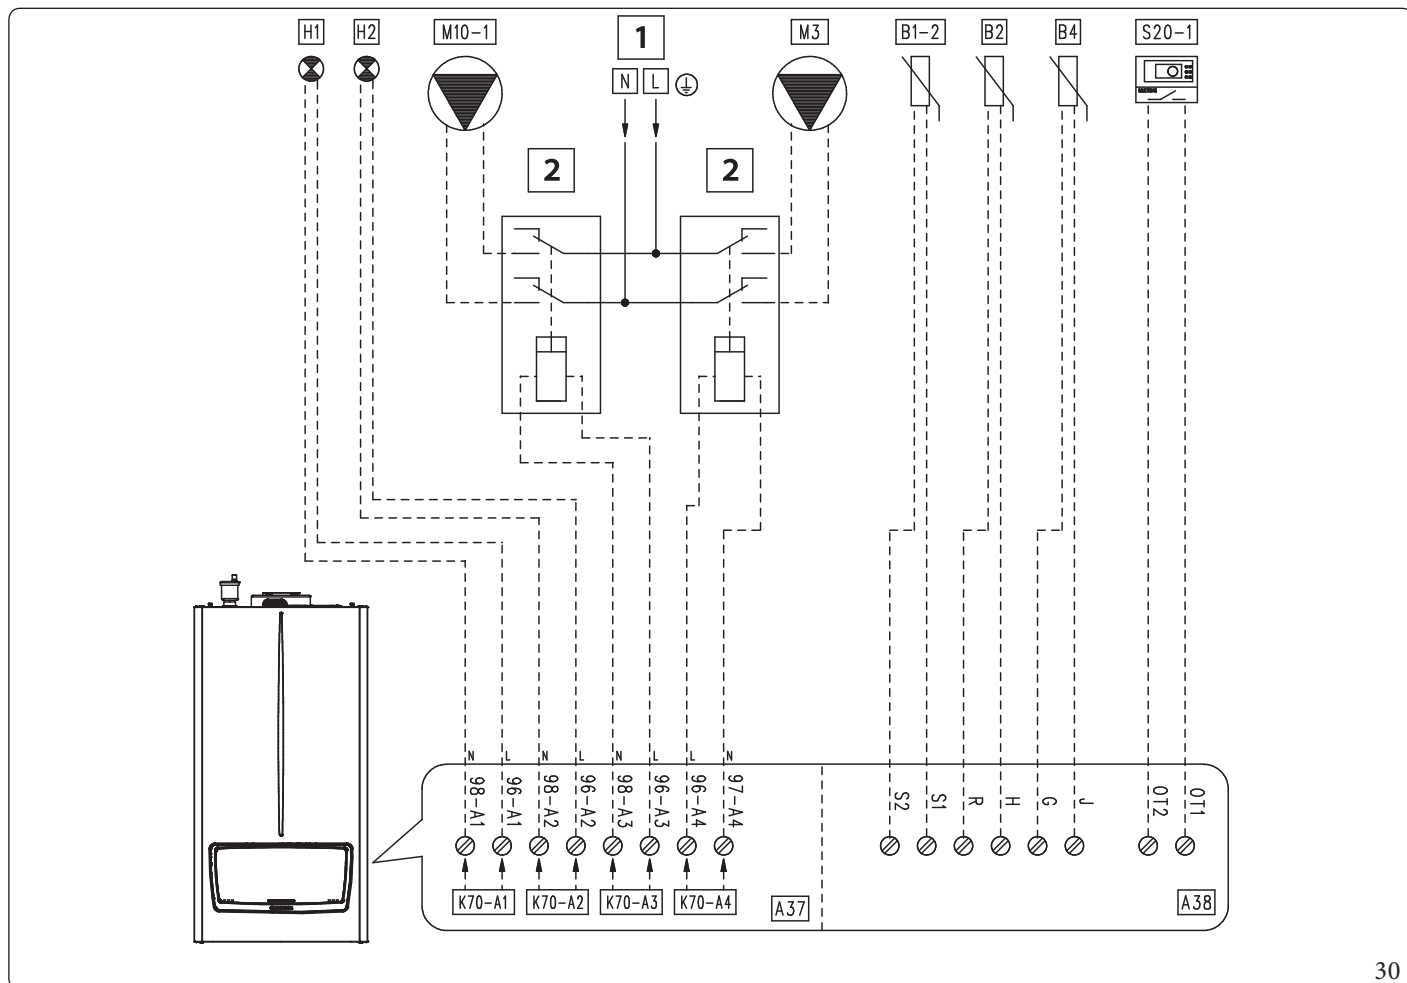 H1 H2 M10-1 1 M3 B1-2 B2 B4 S20-1
N L
2 2
N L N L N L L N
98-A1 96-A1 98-A2 96-A2 98-A3 96-A3 96-A4 97-A4 S2 S1 R H G J OT2 OT1
K70-A1 K70-A2 K70-A3 K70-A4 A37 A38
30